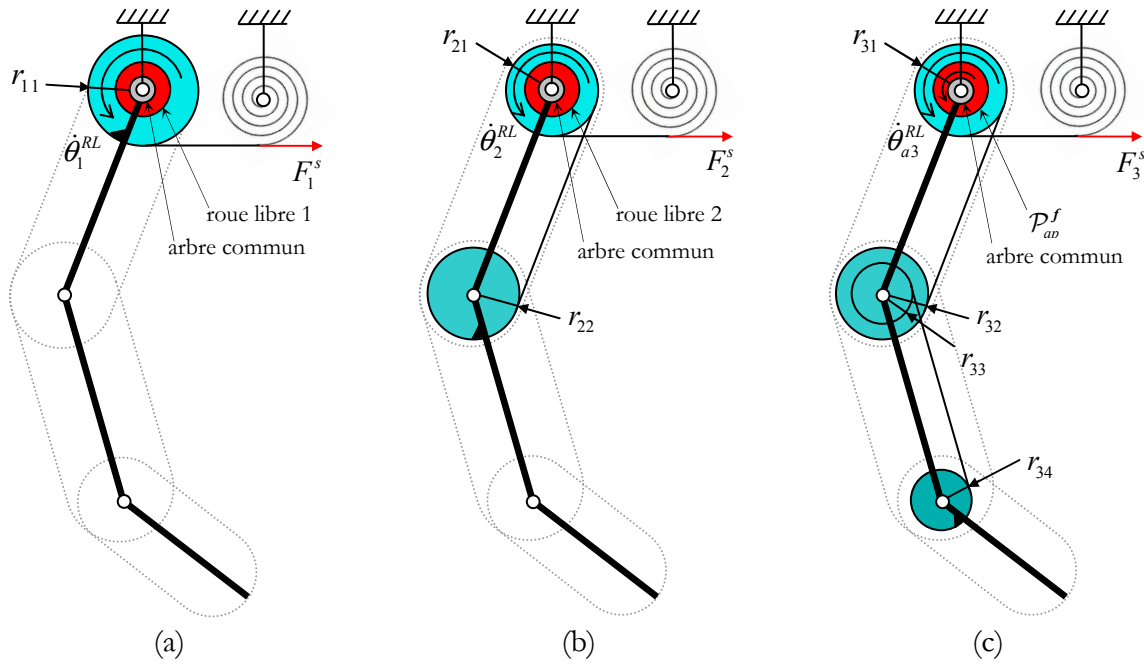 r₁₁
θ̇₁ᴿᴸ
F₁ˢ
roue libre 1
arbre commun
(a)
r₂₁
θ̇₂ᴿᴸ
F₂ˢ
roue libre 2
arbre commun
r₂₂
(b)
r₃₁
θ̇ₐ₃ᴿᴸ
F₃ˢ
𝒫ₐₚᶠ
arbre commun
r₃₂
r₃₃
r₃₄
(c)